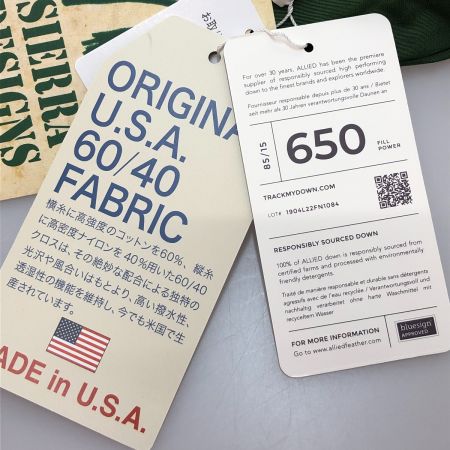 SIERRA
DESIGNS
ORIGINA
U.S.A.
60/40
FABRIC
横糸に高強度のコットンを60%、縦糸
に高密度ナイロンを40%用いた60/40
クロスは、その絶妙な配合による独特の
光沢や風合いはもとより、高い撥水性、
透湿性の機能を維持し、今でも米国で生
産されています。
ADE in U.S.A.
For over 30 years, ALLIED has been the premiere
supplier of responsibly sourced high performing
down to the finest brands and explorers worldwide.
Fournisseur responsable depuis plus de 30 ans / Bietet
seit mehr als 30 Jahren verantwortungsvolle Daunen an
85/15
650
FILL
POWER
TRACKMYDOWN.COM
LOT# 1904L22FN1084
RESPONSIBLY SOURCED DOWN
100% of ALLIED down is responsibly sourced from
certified farms and processed with environmentally
friendly detergents.
Traité de manière responsable et durable sans détergents
agressifs avec de l'eau recyclée / Verantwortungsvoll und
nachhaltig verarbeitet ohne harte Waschmittel mit
recyceltem Wasser
FOR MORE INFORMATION
Go to www.alliedfeather.com
bluesign
APPROVED